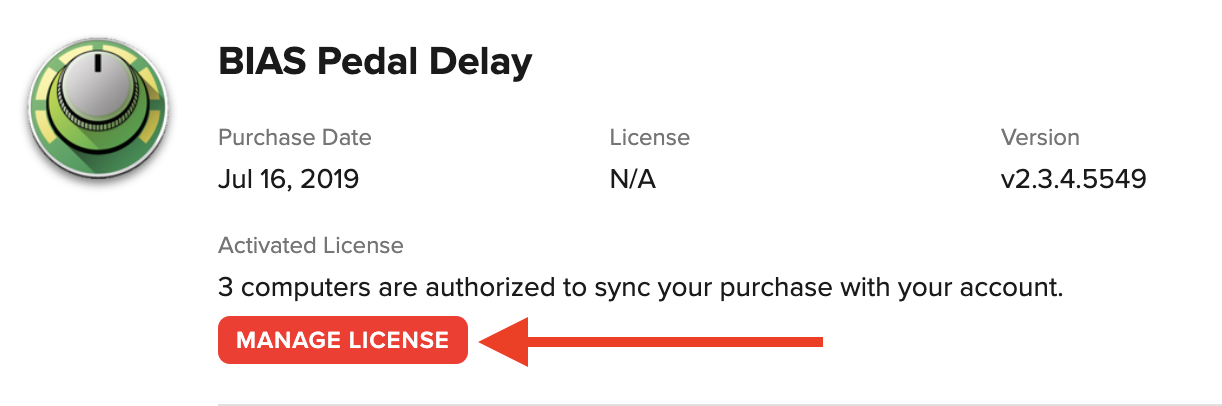 BIAS Pedal Delay
Purchase Date
License
Version
Jul 16, 2019
N/A
v2.3.4.5549
Activated License
3 computers are authorized to sync your purchase with your account.
MANAGE LICENSE